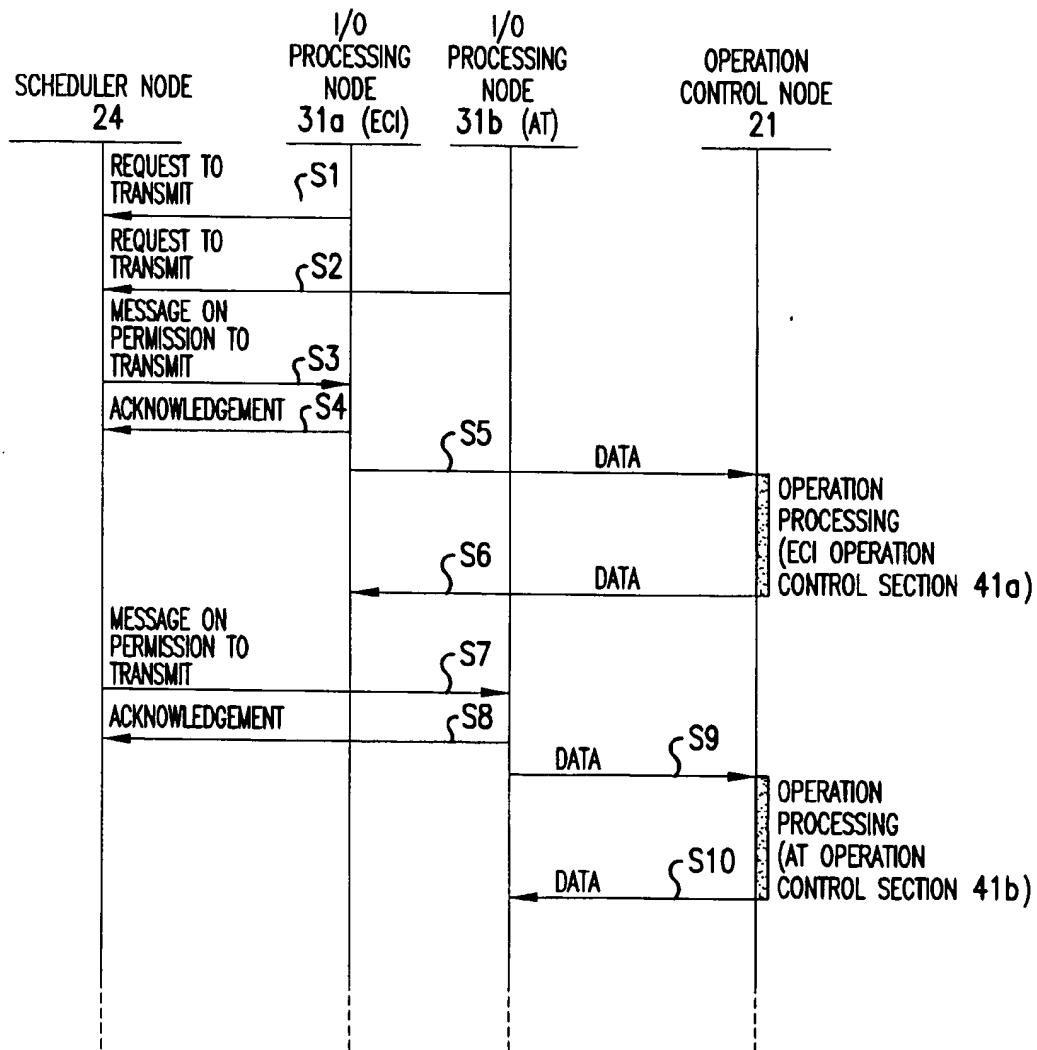 SCHEDULER NODE
24
I/O
PROCESSING
NODE
31a (ECI)
I/O
PROCESSING
NODE
31b (AT)
OPERATION
CONTROL NODE
21
REQUEST TO
TRANSMIT
S1
REQUEST TO
TRANSMIT
S2
MESSAGE ON
PERMISSION TO
TRANSMIT
S3
ACKNOWLEDGEMENT
S4
S5
DATA
OPERATION
PROCESSING
(ECI OPERATION
CONTROL SECTION 41a)
S6
DATA
MESSAGE ON
PERMISSION TO
TRANSMIT
S7
ACKNOWLEDGEMENT
S8
DATA
S9
OPERATION
PROCESSING
(AT OPERATION
CONTROL SECTION 41b)
DATA
S10